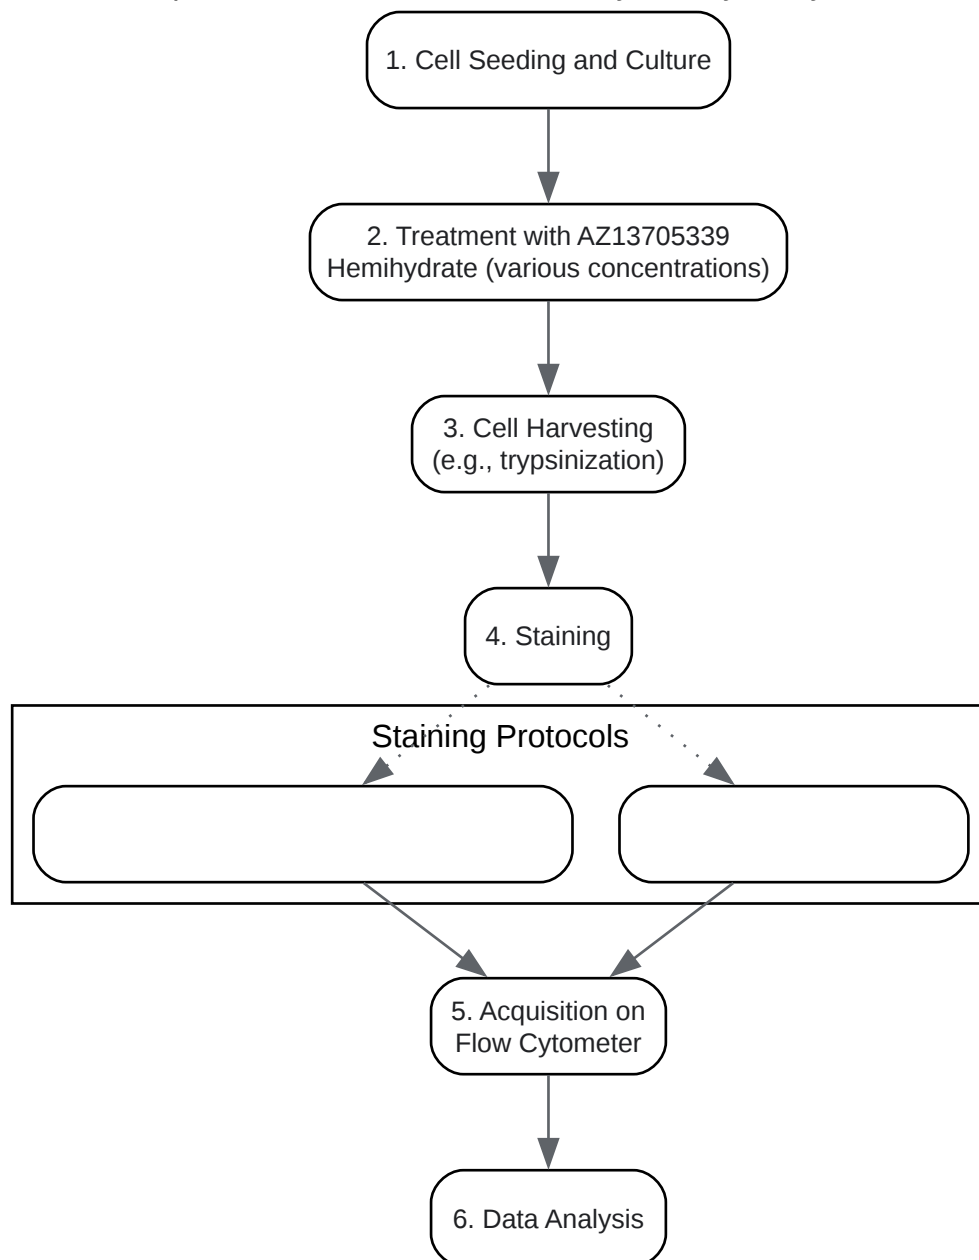 1. Cell Seeding and Culture
2. Treatment with AZ13705339
Hemihydrate (various concentrations)
3. Cell Harvesting
(e.g., trypsinization)
4. Staining
Staining Protocols
5. Acquisition on
Flow Cytometer
6. Data Analysis